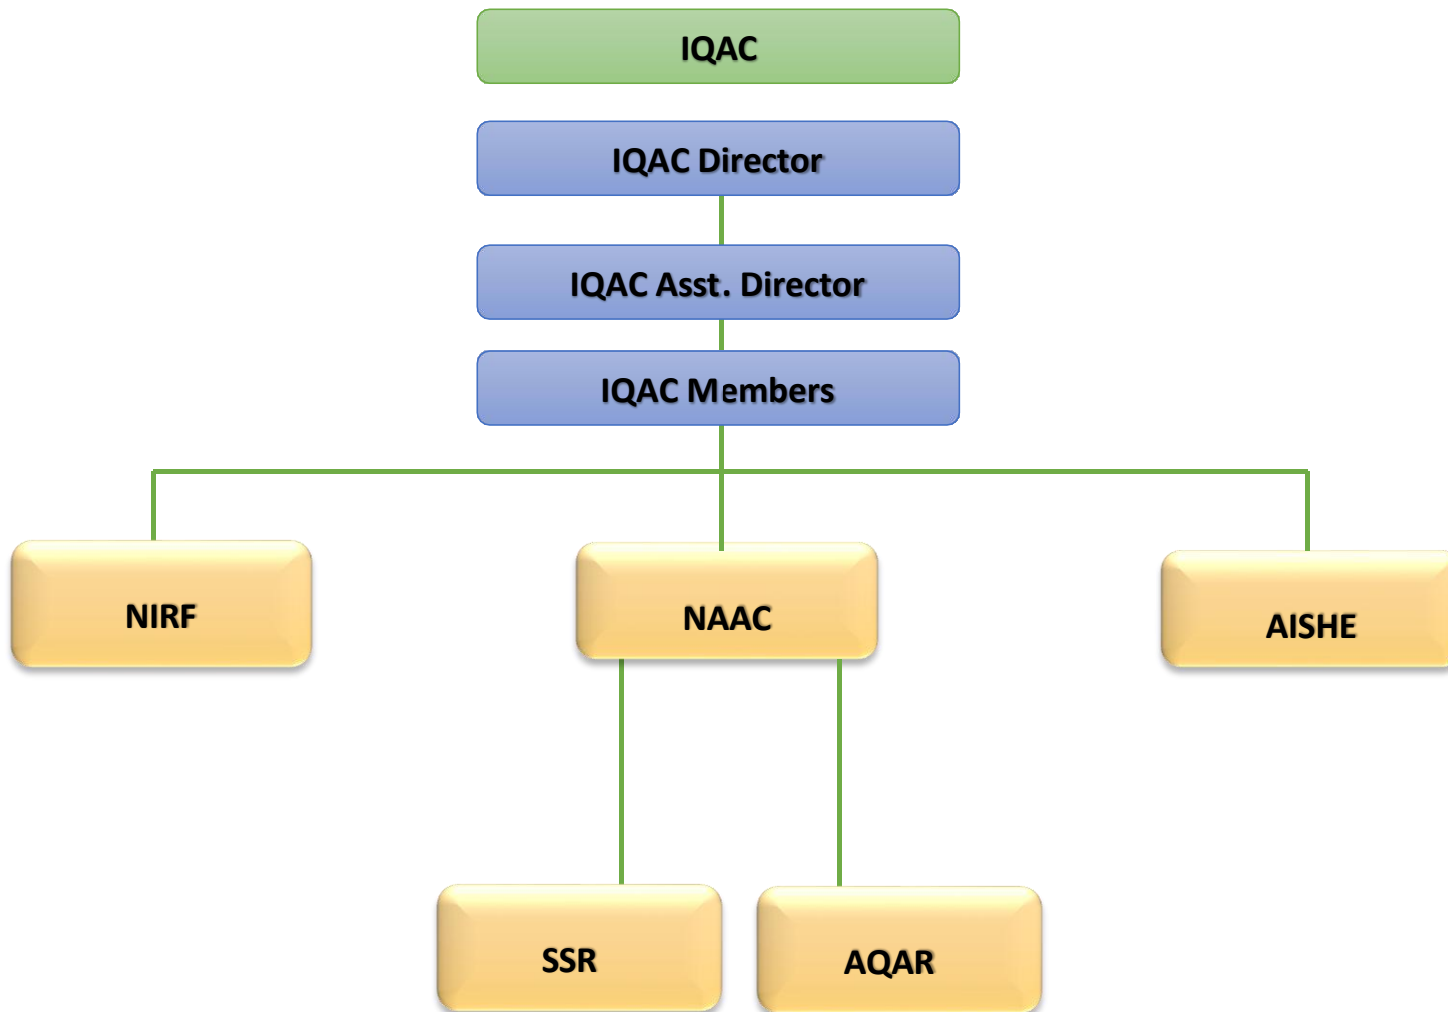 IQAC
IQAC Director
IQAC Asst. Director
IQAC Members
NIRF
NAAC
AISHE
SSR
AQAR